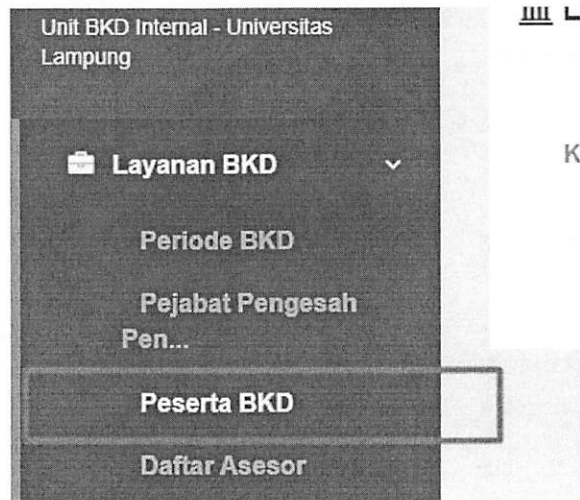 Unit BKD Internal - Universitas
Lampung
Layanan BKD
K
Periode BKD
Pejabat Pengesah
Pen...
Peserta BKD
Daftar Asesor